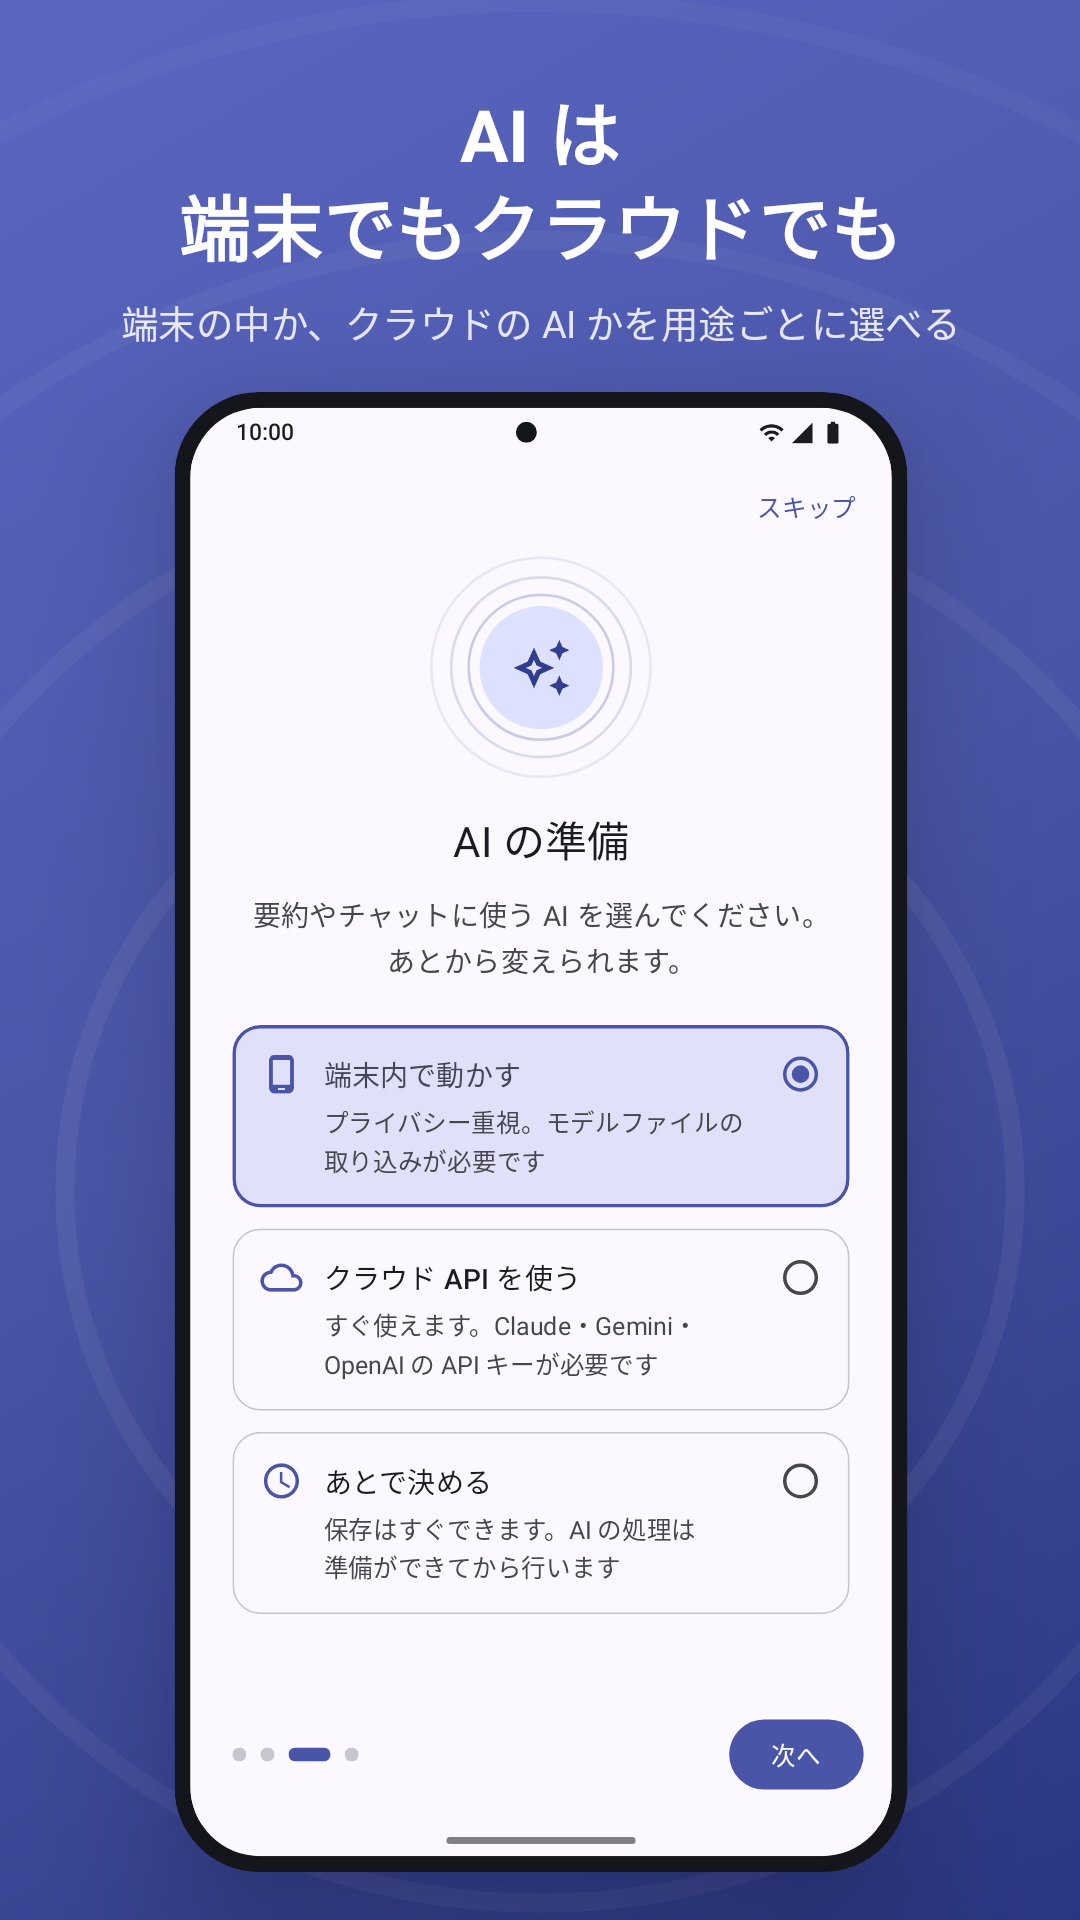 AI は
端末でもクラウドでも
端末の中か、クラウドの AI かを用途ごとに選べる
10:00
スキップ
AI の準備
要約やチャットに使う AI を選んでください。
あとから変えられます。
端末内で動かす
プライバシー重視。モデルファイルの
取り込みが必要です
クラウド API を使う
すぐ使えます。Claude・Gemini・
OpenAI の API キーが必要です
あとで決める
保存はすぐできます。AI の処理は
準備ができてから行います
次へ